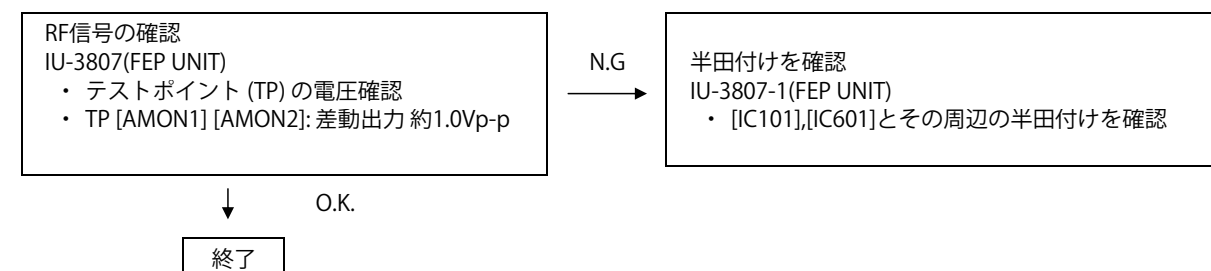 RF信号の確認
IU-3807(FEP UNIT)
・ テストポイント (TP) の電圧確認
・ TP [AMON1] [AMON2]: 差動出力 約1.0Vp-p
N.G
半田付けを確認
IU-3807-1(FEP UNIT)
・ [IC101],[IC601]とその周辺の半田付けを確認
O.K.
終了